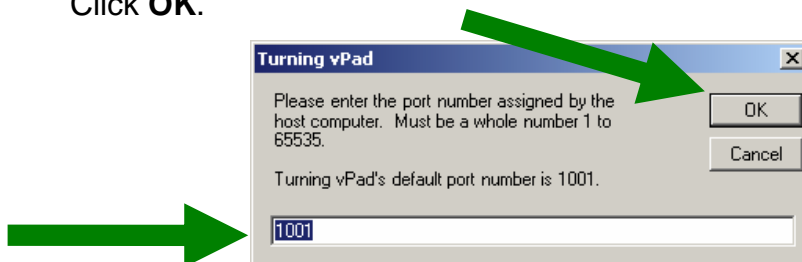 Click OK.
Turning vPad
Please enter the port number assigned by the
host computer. Must be a whole number 1 to
65535.
OK
Cancel
Turning vPad's default port number is 1001.
1001